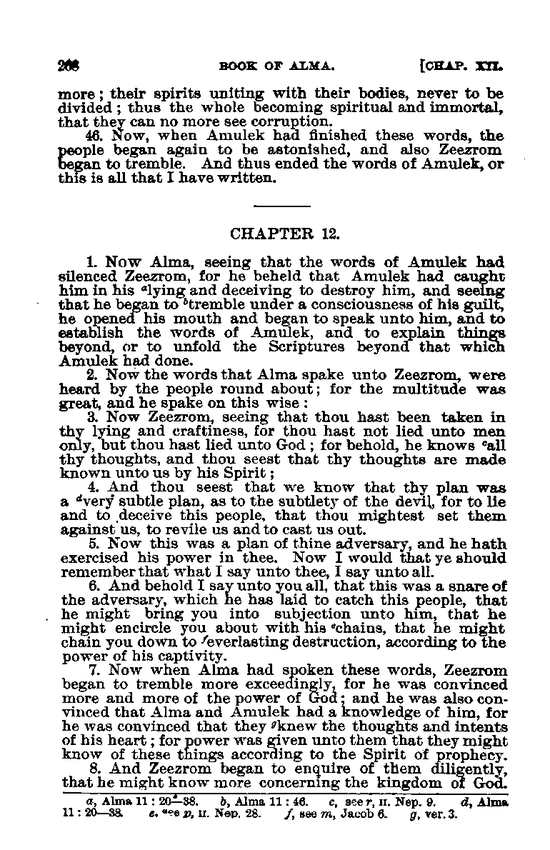 268 BOOK OF ALMA. [CHAP. XII.
more; their spirits uniting with their bodies, never to be
divided; thus the whole becoming spiritual and immortal,
that they can no more see corruption.
46. Now, when Amulek had finished these words, the
people began again to be astonished, and also Zeezrom
began to tremble. And thus ended the words of Amulek, or
this is all that I have written.
CHAPTER 12.
1. Now Alma, seeing that the words of Amulek had
silenced Zeezrom, for he beheld that Amulek had caught
him in his ᵃlying and deceiving to destroy him, and seeing
that he began to ᵇtremble under a consciousness of his guilt,
he opened his mouth and began to speak unto him, and to
establish the words of Amulek, and to explain things
beyond, or to unfold the Scriptures beyond that which
Amulek had done.
2. Now the words that Alma spake unto Zeezrom, were
heard by the people round about; for the multitude was
great, and he spake on this wise:
3. Now Zeezrom, seeing that thou hast been taken in
thy lying and craftiness, for thou hast not lied unto men
only, but thou hast lied unto God; for behold, he knows ᶜall
thy thoughts, and thou seest that thy thoughts are made
known unto us by his Spirit;
4. And thou seest that we know that thy plan was
a ᵈvery subtle plan, as to the subtlety of the devil, for to lie
and to deceive this people, that thou mightest set them
against us, to revile us and to cast us out.
5. Now this was a plan of thine adversary, and he hath
exercised his power in thee. Now I would that ye should
remember that what I say unto thee, I say unto all.
6. And behold I say unto you all, that this was a snare of
the adversary, which he has laid to catch this people, that
he might bring you into subjection unto him, that he
might encircle you about with his ᵉchains, that he might
chain you down to ᶠeverlasting destruction, according to the
power of his captivity.
7. Now when Alma had spoken these words, Zeezrom
began to tremble more exceedingly, for he was convinced
more and more of the power of God; and he was also con-
vinced that Alma and Amulek had a knowledge of him, for
he was convinced that they ᵍknew the thoughts and intents
of his heart; for power was given unto them that they might
know of these things according to the Spirit of prophecy.
8. And Zeezrom began to enquire of them diligently,
that he might know more concerning the kingdom of God.
a, Alma 11: 20—38. b, Alma 11: 46. c, see r, II. Nep. 9. d, Alma
11: 20—38. e, see p, II. Nep. 28. f, see m, Jacob 6. g, ver. 3.